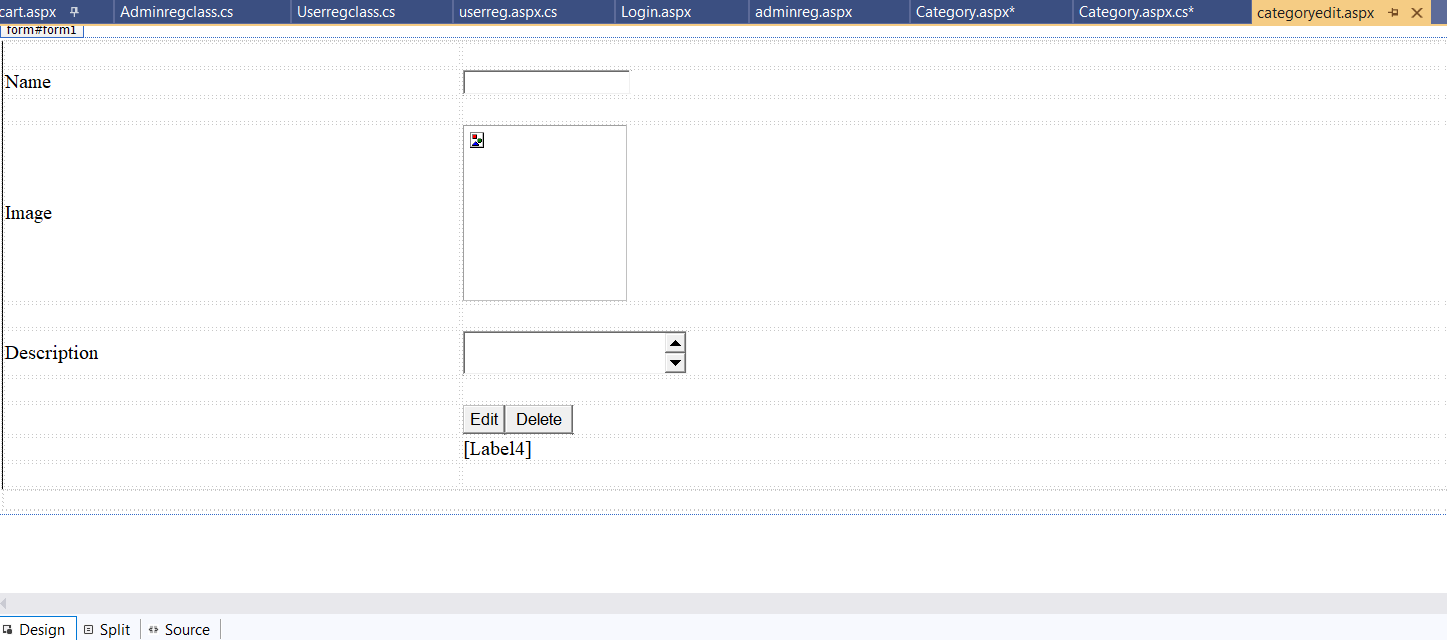 cart.aspx Adminregclass.cs Userregclass.cs userreg.aspx.cs Login.aspx adminreg.aspx Category.aspx* Category.aspx.cs* categoryedit.aspx
form#form1
Name
Image
Description
Edit Delete
[Label4]
Design Split Source